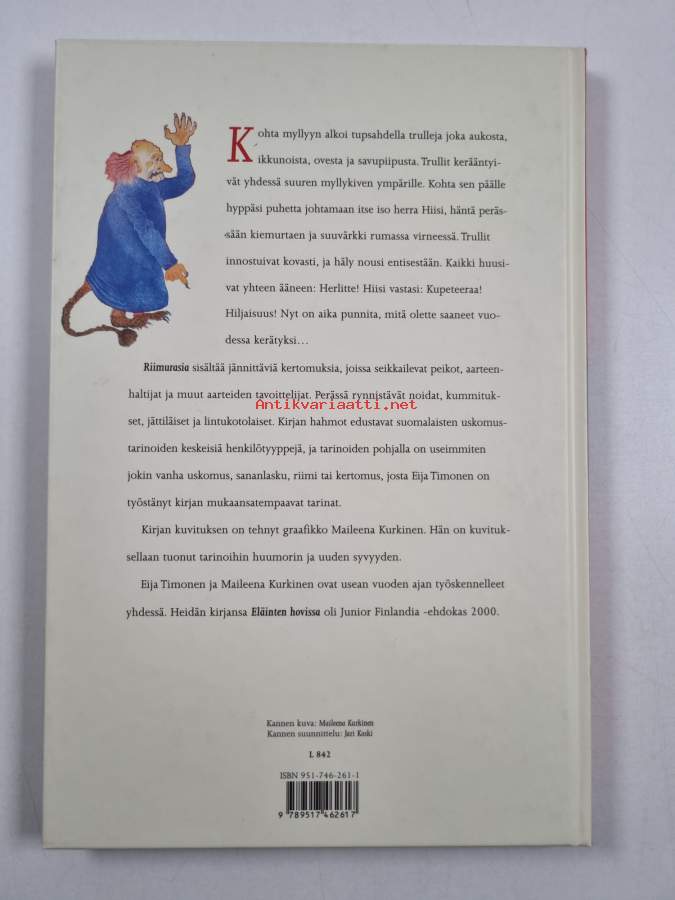 Kohta myllyyn alkoi tupsahdella trulleja joka aukosta,
ikkunoista, ovesta ja savupiipusta. Trullit kerääntyi-
vät yhdessä suuren myllykiven ympärille. Kohta sen päälle
hyppäsi puhetta johtamaan itse iso herra Hiisi, häntä peräs-
sään kiemurtaen ja suuvärkki rumassa virneessä. Trullit
innostuivat kovasti, ja häly nousi entisestään. Kaikki huusi-
vat yhteen ääneen: Herlitte! Hiisi vastasi: Kupeteeraa!
Hiljaisuus! Nyt on aika punnita, mitä olette saaneet vuo-
dessa kerätyksi...
Riimurasia sisältää jännittäviä kertomuksia, joissa seikkailevat peikot, aarteen-
haltijat ja muut aarteiden tavoittelijat. Perässä rynnistävät noidat, kummituk-
Antikvariaatti.net
set, jättiläiset ja lintukotolaiset. Kirjan hahmot edustavat suomalaisten uskomus-
tarinoiden keskeisiä henkilötyyppejä, ja tarinoiden pohjalla on useimmiten
jokin vanha uskomus, sananlasku, riimi tai kertomus, josta Eija Timonen on
työstänyt kirjan mukaansatempaavat tarinat.
Kirjan kuvituksen on tehnyt graafikko Maileena Kurkinen. Hän on kuvituk-
sellaan tuonut tarinoihin huumorin ja uuden syvyyden.
Eija Timonen ja Maileena Kurkinen ovat usean vuoden ajan työskennelleet
yhdessä. Heidän kirjansa Eläinten hovissa oli Junior Finlandia -ehdokas 2000.
Kannen kuva: Maileena Kurkinen
Kannen suunnittelu: Jari Koski
L 842
ISBN 951-746-261-1
9 789517 462617